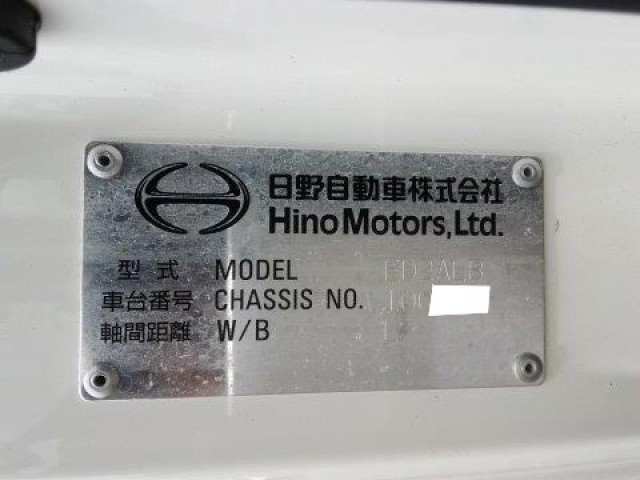 日野自動車株式会社
Hino Motors, Ltd.
型式 MODEL
車台番号 CHASSIS NO.
軸間距離 W/B